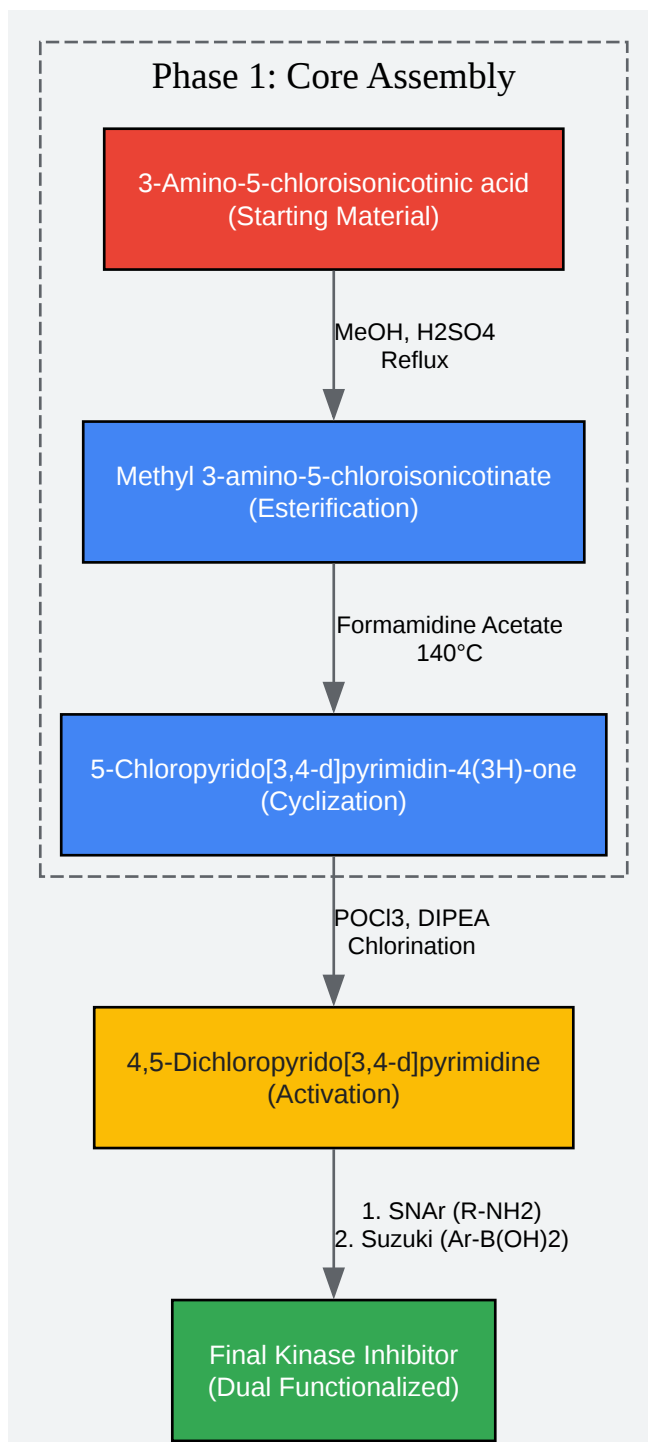 Phase 1: Core Assembly
3-Amino-5-chloroisonicotinic acid
(Starting Material)
MeOH, H2SO4
Reflux
Methyl 3-amino-5-chloroisonicotinate
(Esterification)
Formamidine Acetate
140°C
5-Chloropyrido[3,4-d]pyrimidin-4(3H)-one
(Cyclization)
POCl3, DIPEA
Chlorination
4,5-Dichloropyrido[3,4-d]pyrimidine
(Activation)
1. SNAr (R-NH2)
2. Suzuki (Ar-B(OH)2)
Final Kinase Inhibitor
(Dual Functionalized)